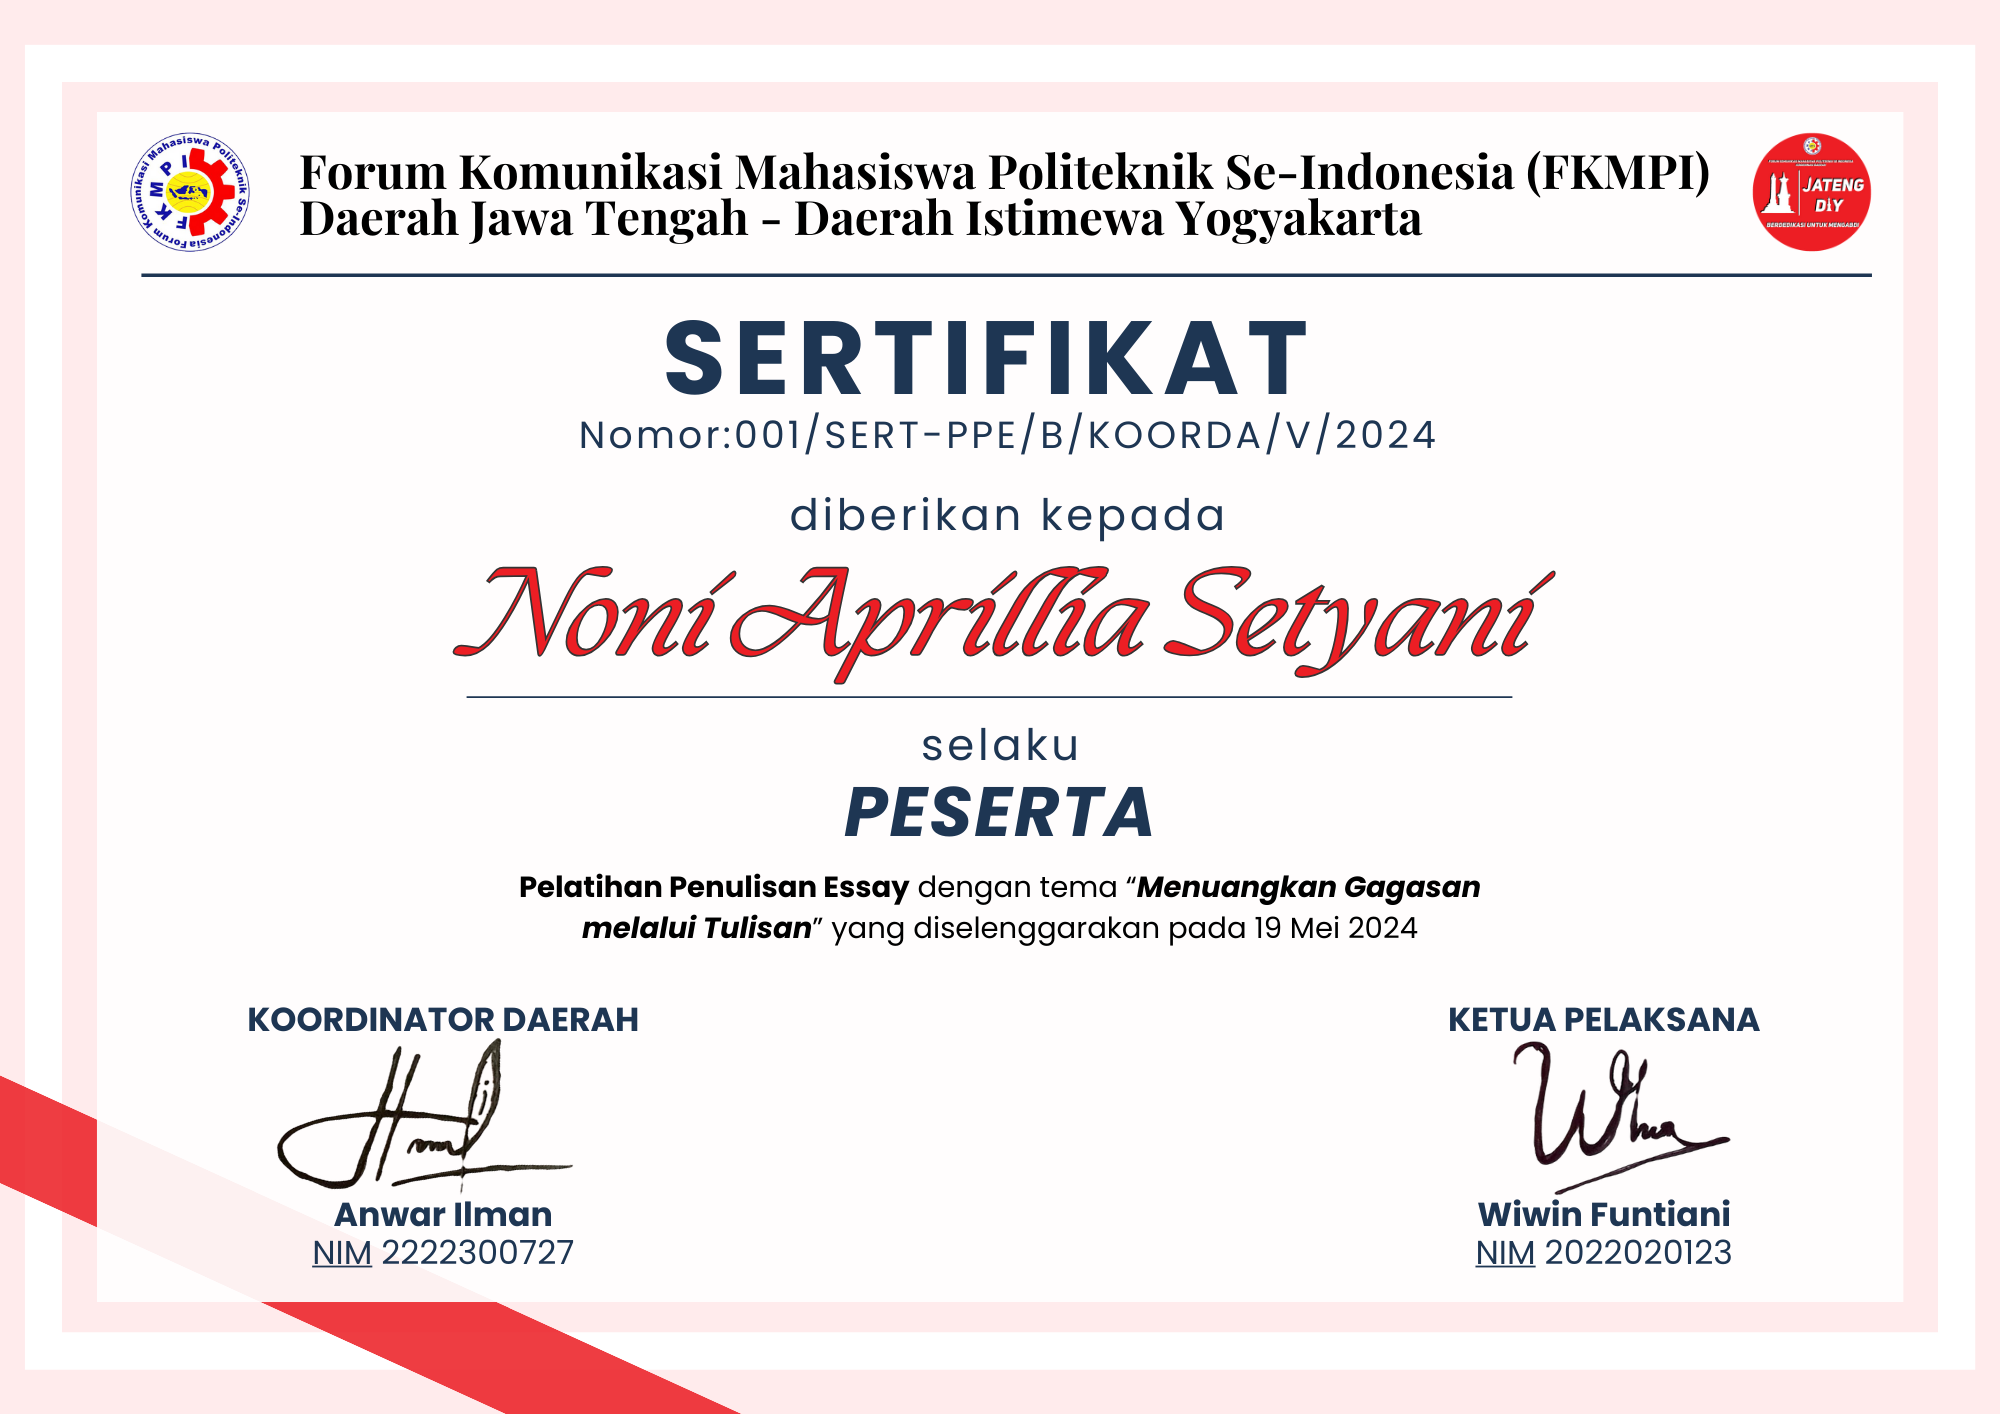 Forum Komunikasi Mahasiswa Politeknik Se-Indonesia
F K M P I
Forum Komunikasi Mahasiswa Politeknik Se-Indonesia (FKMPI)
Daerah Jawa Tengah - Daerah Istimewa Yogyakarta
JATENG
DIY
BERDEDIKASI UNTUK MENGABDI
SERTIFIKAT
Nomor:001/SERT-PPE/B/KOORDA/V/2024
diberikan kepada
Noni Aprillia Setyani
selaku
PESERTA
Pelatihan Penulisan Essay dengan tema “Menuangkan Gagasan
melalui Tulisan” yang diselenggarakan pada 19 Mei 2024
KOORDINATOR DAERAH
Anwar Ilman
NIM 2222300727
KETUA PELAKSANA
Wiwin Funtiani
NIM 2022020123